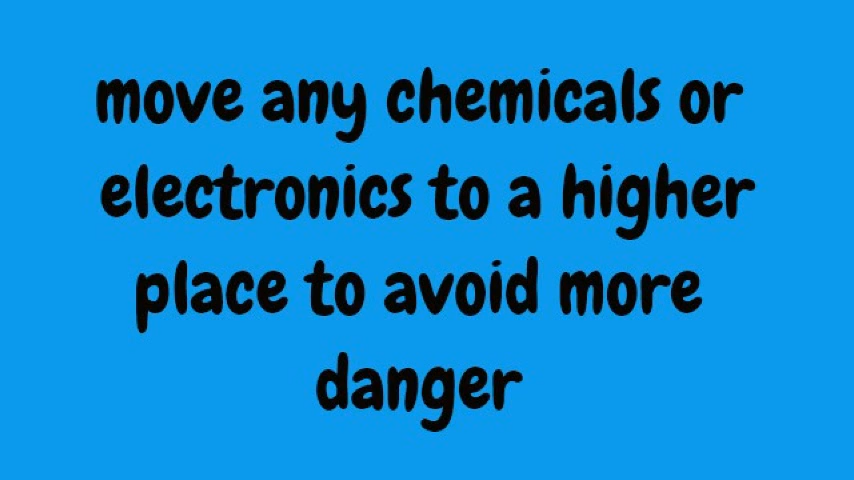 move any chemicals or
electronics to a higher
place to avoid more
danger